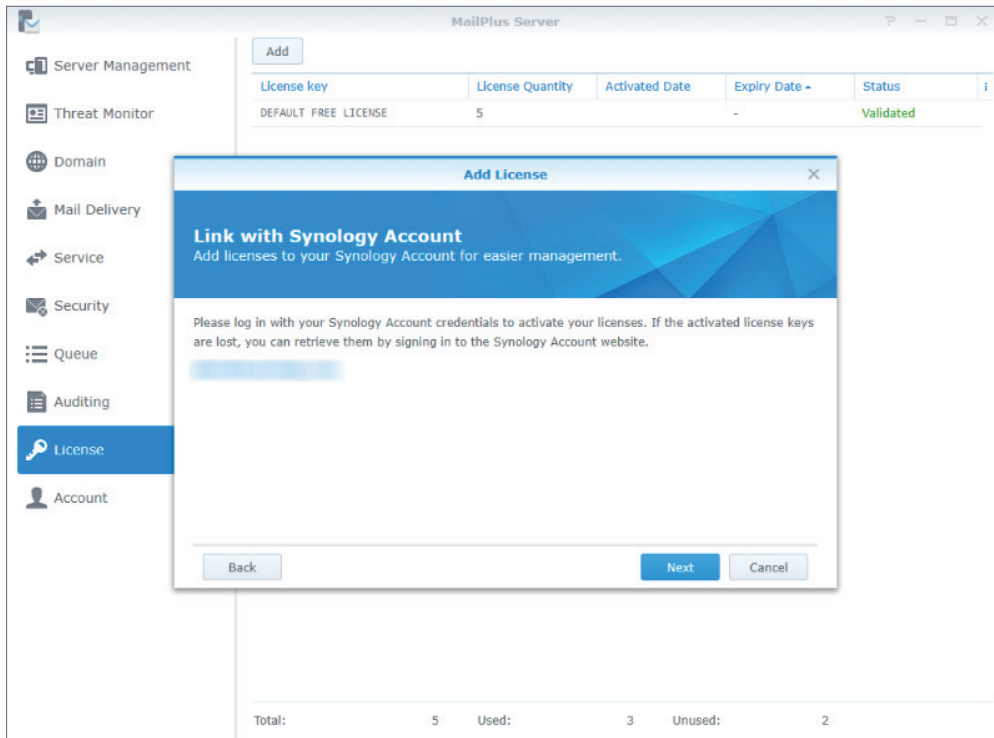 MailPlus Server
Server Management
Threat Monitor
Domain
Mail Delivery
Service
Security
Queue
Auditing
License
Account
Add
License key License Quantity Activated Date Expiry Date Status
DEFAULT FREE LICENSE 5 - Validated
Add License
Link with Synology Account
Add licenses to your Synology Account for easier management.
Please log in with your Synology Account credentials to activate your licenses. If the activated license keys
are lost, you can retrieve them by signing in to the Synology Account website.
Back Next Cancel
Total: 5 Used: 3 Unused: 2